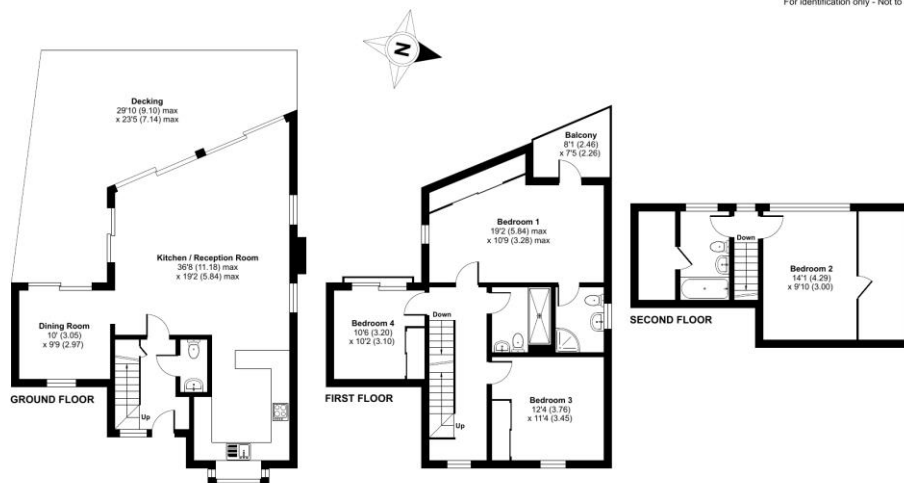 For identification only - Not to
N
Decking
29'10 (9.10) max
x 23'5 (7.14) max
Kitchen / Reception Room
36'8 (11.18) max
x 19'2 (5.84) max
Dining Room
10' (3.05)
x 9'9 (2.97)
Up
GROUND FLOOR
Balcony
8'1 (2.46)
x 7'5 (2.26)
Bedroom 1
19'2 (5.84) max
x 10'9 (3.28) max
Bedroom 4
10'6 (3.20)
x 10'2 (3.10)
Down
Bedroom 3
12'4 (3.76)
x 11'4 (3.45)
Up
FIRST FLOOR
Down
Bedroom 2
14'1 (4.29)
x 9'10 (3.00)
SECOND FLOOR